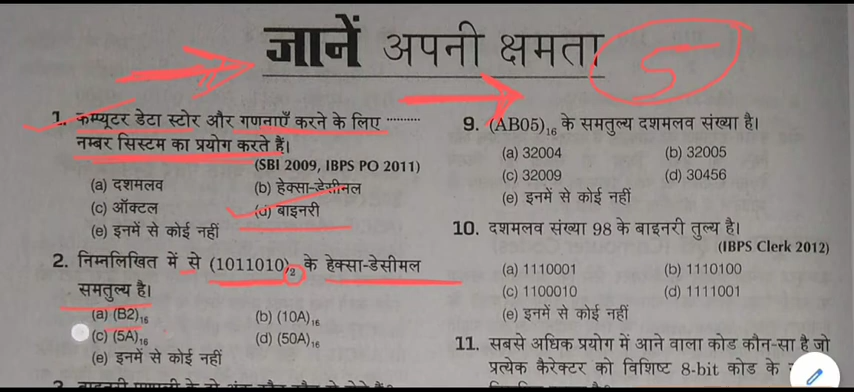 जानें अपनी क्षमता
5
1. कम्प्यूटर डेटा स्टोर और गणनाएँ करने के लिए ..........
नम्बर सिस्टम का प्रयोग करते हैं।
(SBI 2009, IBPS PO 2011)
(a) दशमलव (b) हेक्सा-डेसीनल
(c) ऑक्टल (d) बाइनरी
(e) इनमें से कोई नहीं
2. निम्नलिखित में से (1011010)₂ के हेक्सा-डेसीमल
समतुल्य है।
(a) (B2)₁₆ (b) (10A)₁₆
(c) (5A)₁₆ (d) (50A)₁₆
(e) इनमें से कोई नहीं
9. (AB05)₁₆ के समतुल्य दशमलव संख्या है।
(a) 32004 (b) 32005
(c) 32009 (d) 30456
(e) इनमें से कोई नहीं
10. दशमलव संख्या 98 के बाइनरी तुल्य है।
(IBPS Clerk 2012)
(a) 1110001 (b) 1110100
(c) 1100010 (d) 1111001
(e) इनमें से कोई नहीं
11. सबसे अधिक प्रयोग में आने वाला कोड कौन-सा है जो
प्रत्येक कैरेक्टर को विशिष्ट 8-bit कोड के